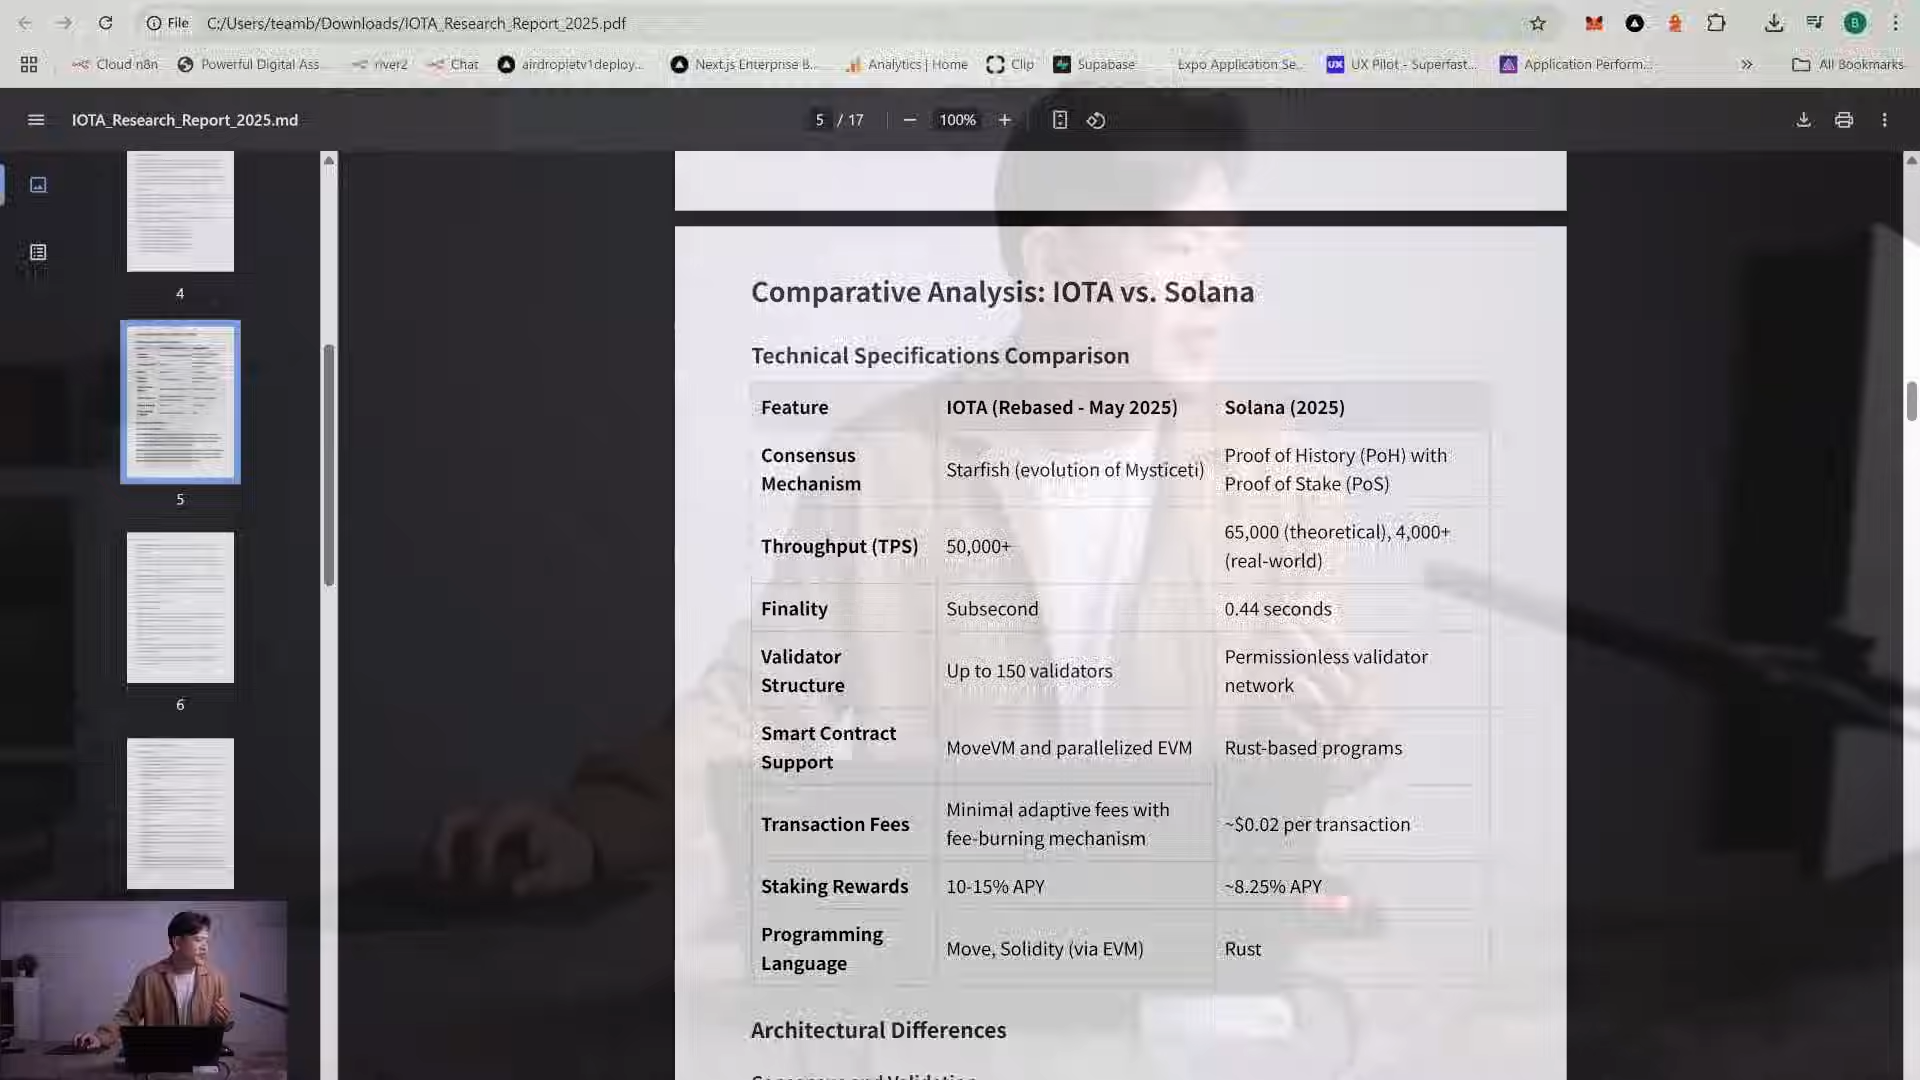 File C:/Users/teamb/Downloads/IOTA_Research_Report_2025.pdf
B
Cloud n8n Powerful Digital Ass... river2 Chat airdropletv1deploy... Next.js Enterprise B... Analytics | Home Clip Supabase Expo Application Se... UX UX Pilot - Superfast... Application Perform... » All Bookmarks
IOTA_Research_Report_2025.md 5 / 17 − 100% +
4
5
6
Comparative Analysis: IOTA vs. Solana
Technical Specifications Comparison
Feature IOTA (Rebased - May 2025) Solana (2025)
Consensus Mechanism Starfish (evolution of Mysticeti) Proof of History (PoH) with Proof of Stake (PoS)
Throughput (TPS) 50,000+ 65,000 (theoretical), 4,000+ (real-world)
Finality Subsecond 0.44 seconds
Validator Structure Up to 150 validators Permissionless validator network
Smart Contract Support MoveVM and parallelized EVM Rust-based programs
Transaction Fees Minimal adaptive fees with fee-burning mechanism ~$0.02 per transaction
Staking Rewards 10-15% APY ~8.25% APY
Programming Language Move, Solidity (via EVM) Rust
Architectural Differences